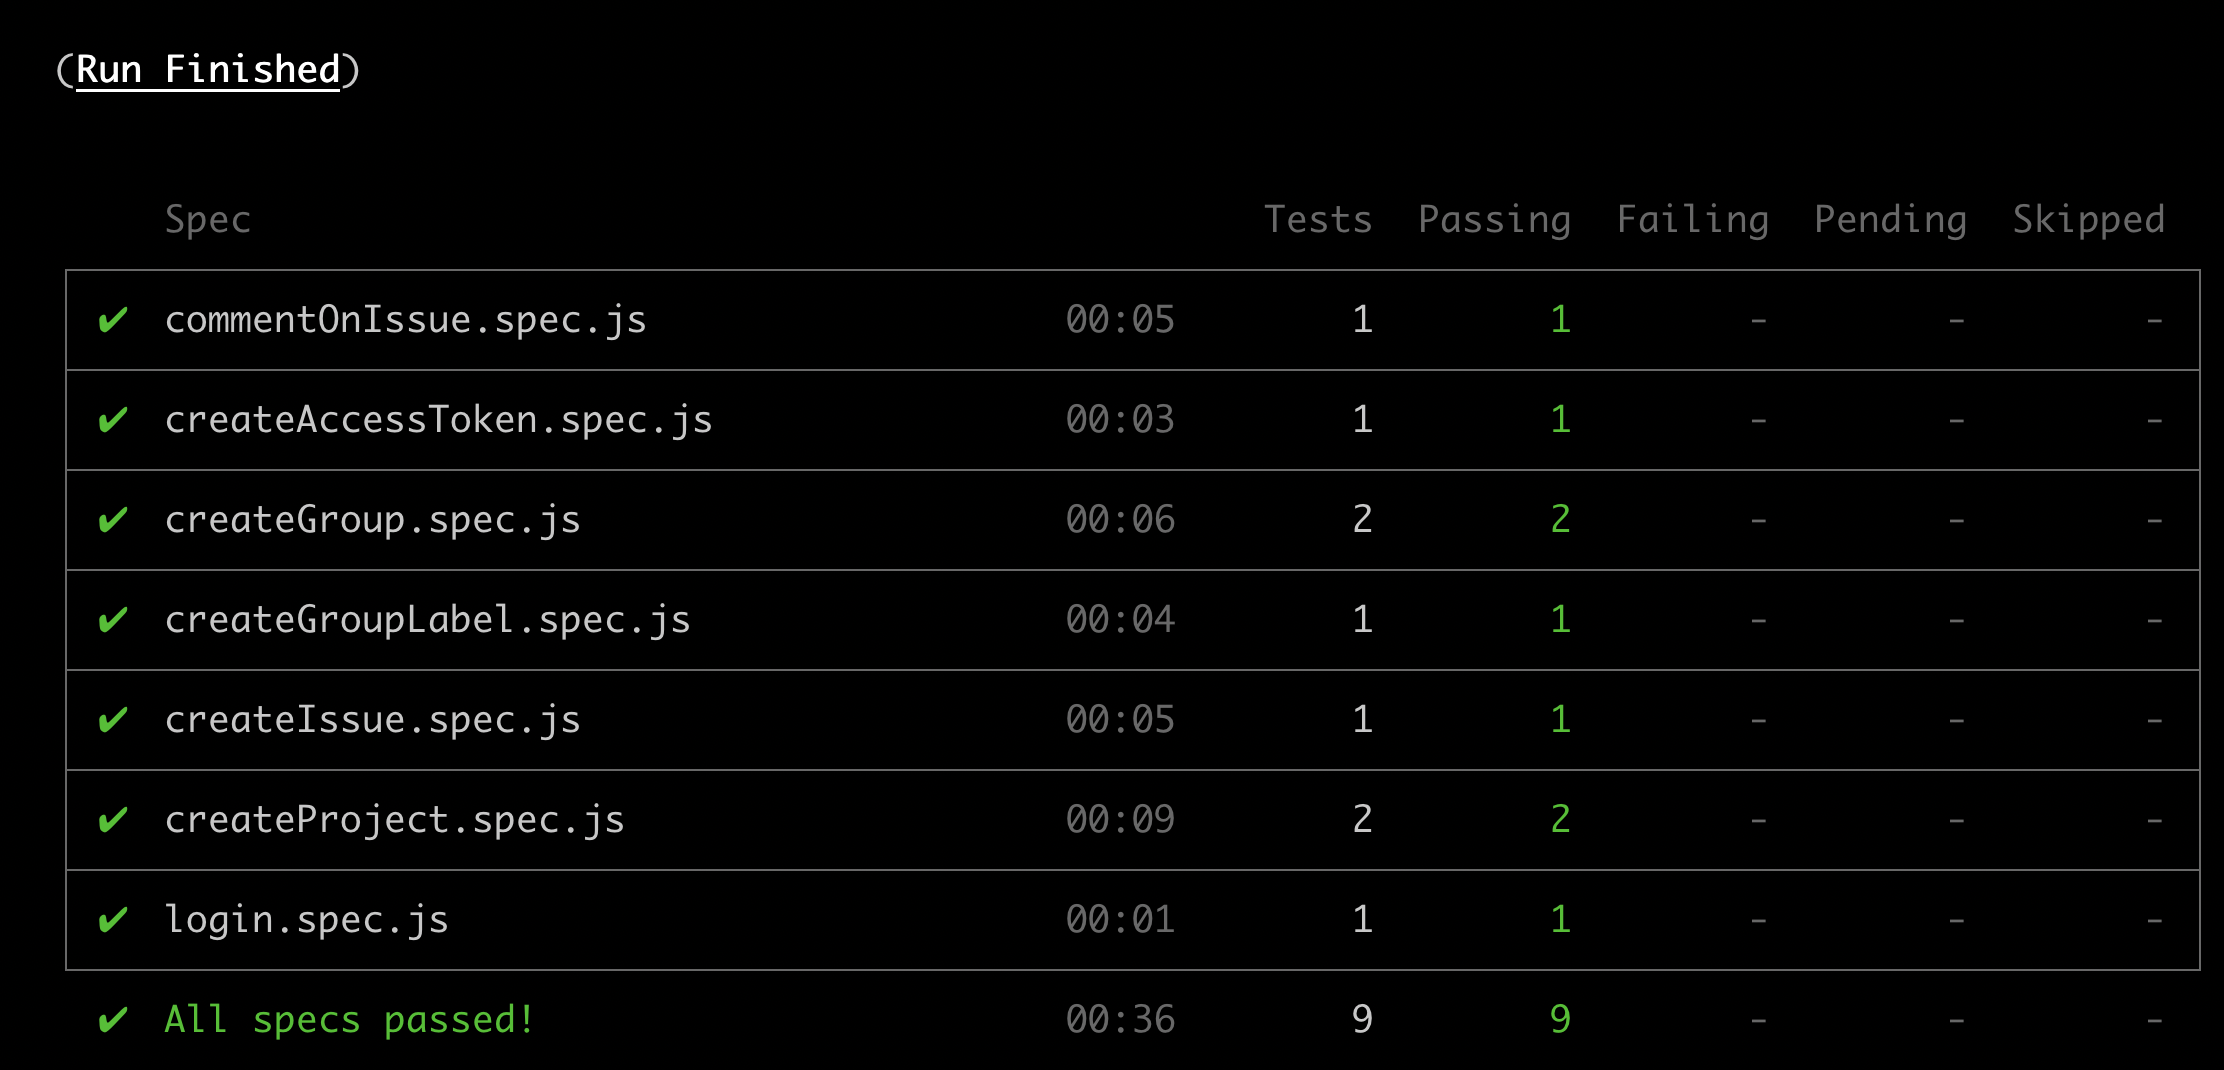 (Run Finished)
Spec Tests Passing Failing Pending Skipped
✔ commentOnIssue.spec.js 00:05 1 1 - - -
✔ createAccessToken.spec.js 00:03 1 1 - - -
✔ createGroup.spec.js 00:06 2 2 - - -
✔ createGroupLabel.spec.js 00:04 1 1 - - -
✔ createIssue.spec.js 00:05 1 1 - - -
✔ createProject.spec.js 00:09 2 2 - - -
✔ login.spec.js 00:01 1 1 - - -
✔ All specs passed! 00:36 9 9 - - -